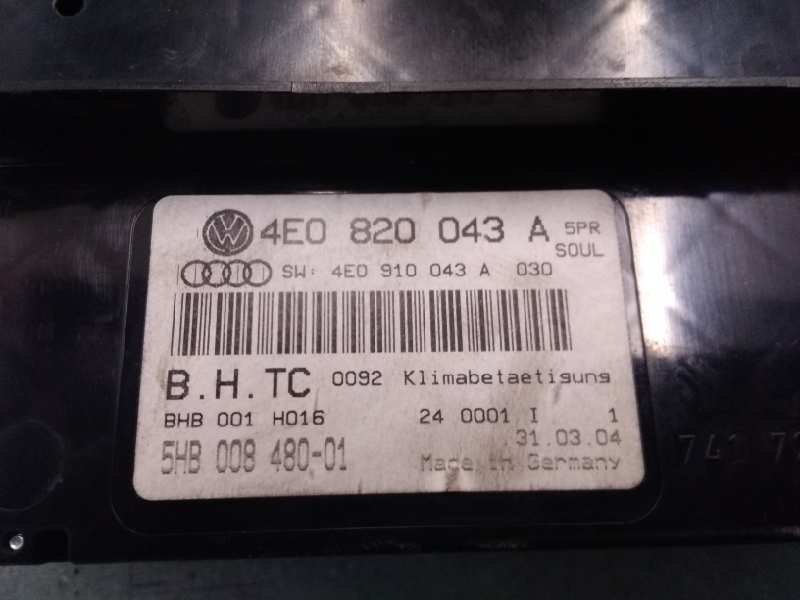 4E0 820 043 A 5PR
SOUL
SW: 4E0 910 043 A 030
B.H.TC 0092 Klimabetaetigung
BHB 001 H016 24 0001 I 1
31.03.04
5HB 008 480-01 Made in Germany